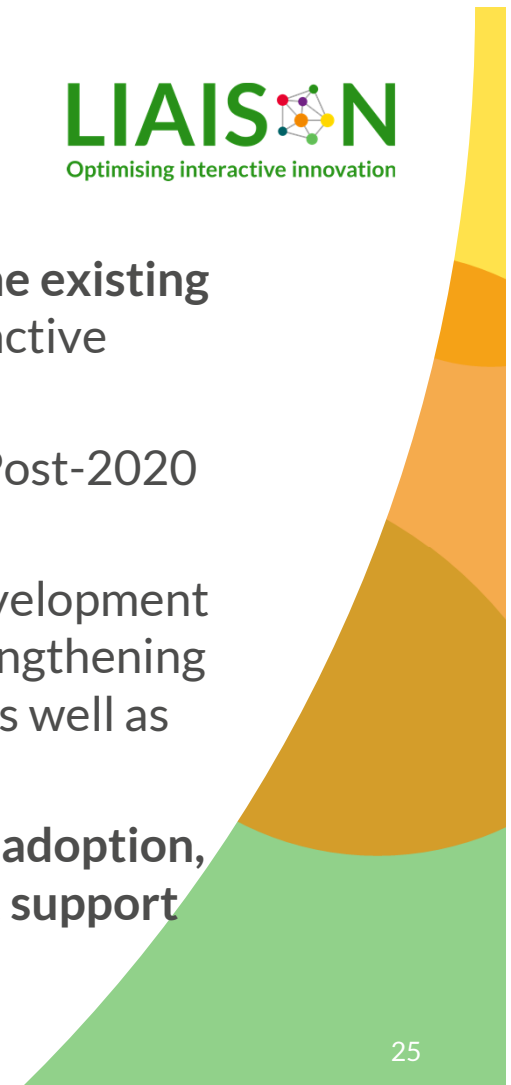 LIAISON
Optimising interactive innovation
ne existing
active
Post-2020
velopment
ngthening
s well as
adoption,
support
25